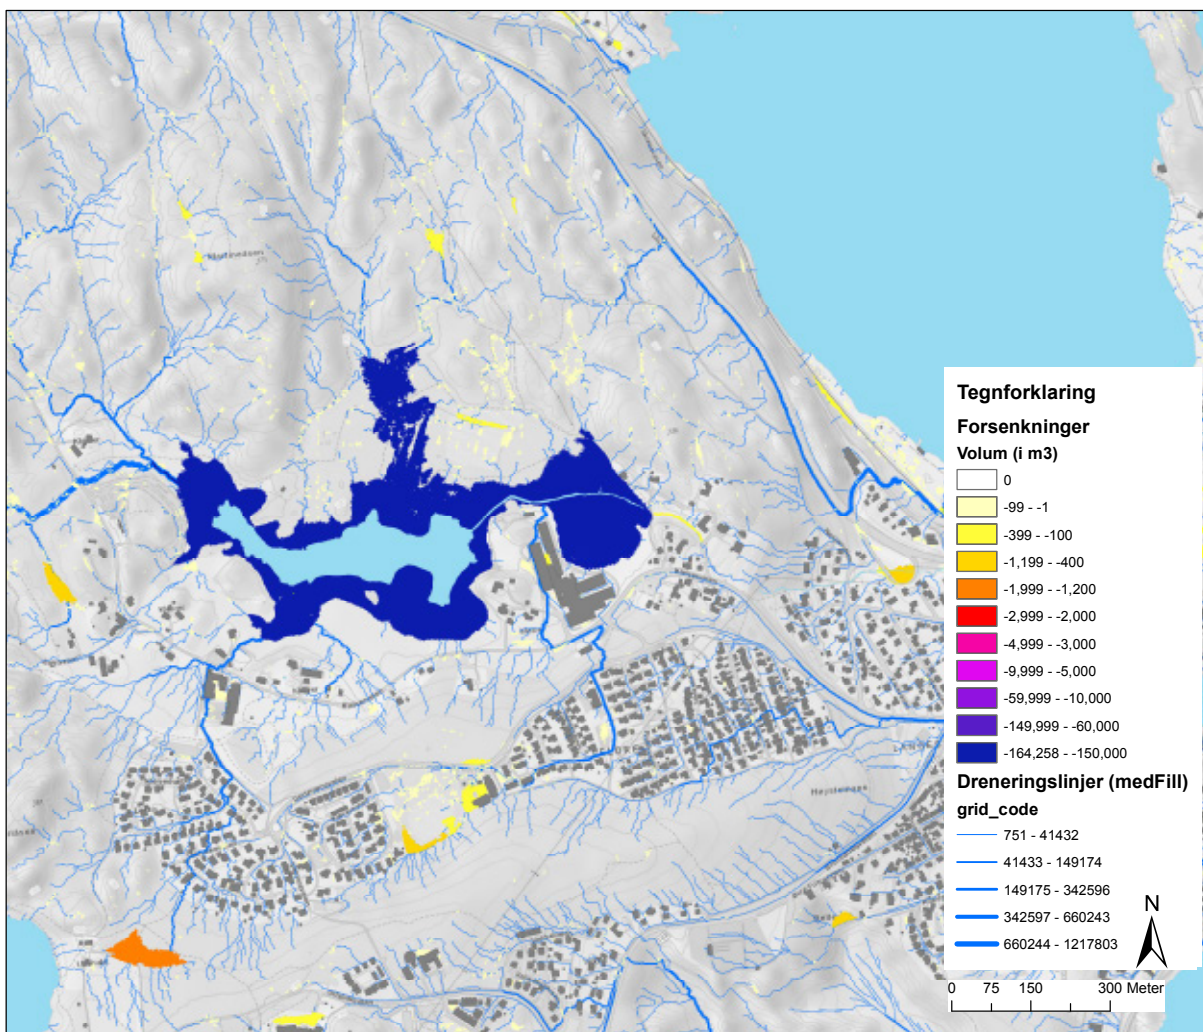 Tegnforklaring
Forsenkninger
Volum (i m3)
0
-99 - -1
-399 - -100
-1,199 - -400
-1,999 - -1,200
-2,999 - -2,000
-4,999 - -3,000
-9,999 - -5,000
-59,999 - -10,000
-149,999 - -60,000
-164,258 - -150,000
Dreneringslinjer (medFill)
grid_code
751 - 41432
41433 - 149174
149175 - 342596
342597 - 660243
660244 - 1217803
N
0 75 150 300 Meter